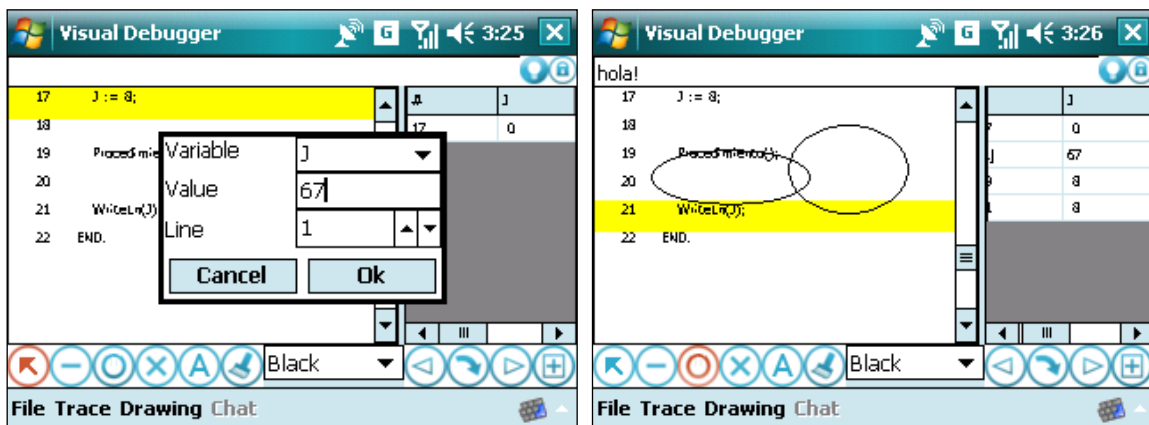 Visual Debugger G 3:25
17 J := 8;
J
17 0
18
19 Procedimie
20
21 WriteLn(J)
22 END.
Variable J
Value 67
Line 1
Cancel Ok
A Black
File Trace Drawing Chat
Visual Debugger G 3:26
hola!
17 J := 8;
18
19 Procedimiento();
20
21 WriteLn(J);
22 END.
J
0
67
8
8
A Black
File Trace Drawing Chat